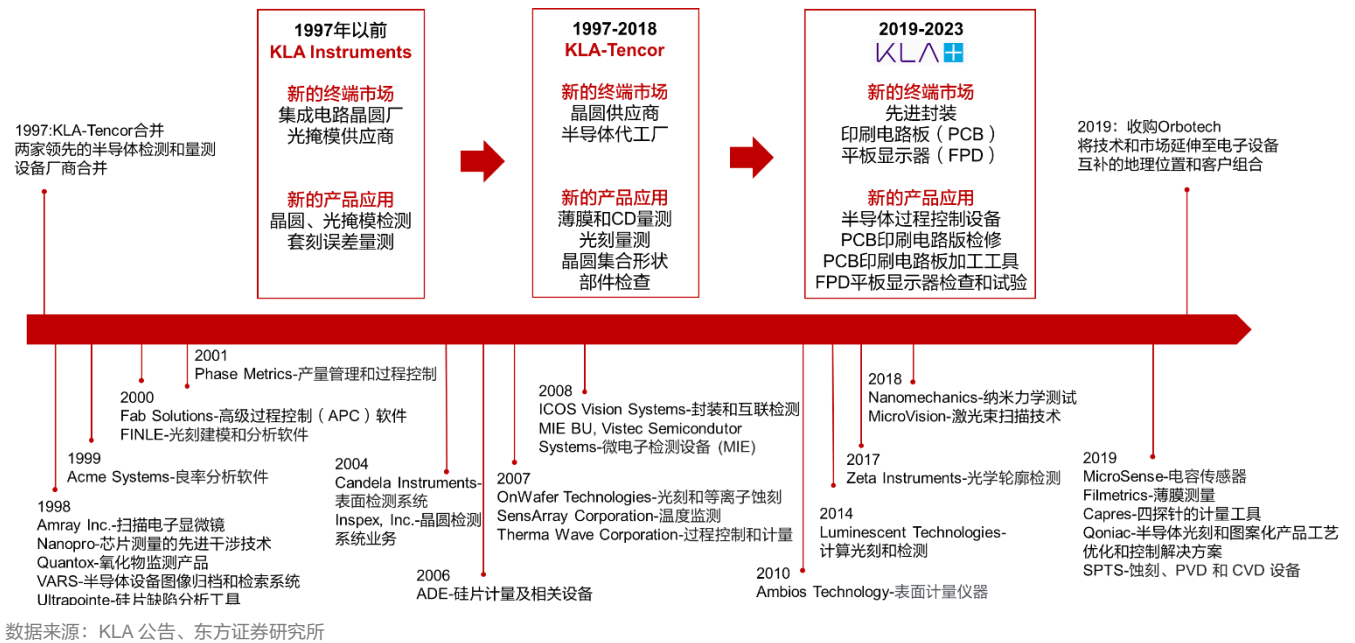 1997年以前
KLA Instruments
新的终端市场
集成电路晶圆厂
光掩模供应商
新的产品应用
晶圆、光掩模检测
套刻误差量测
1997-2018
KLA-Tencor
新的终端市场
晶圆供应商
半导体代工厂
新的产品应用
薄膜和CD量测
光刻量测
晶圆集合形状
部件检查
2019-2023
KLA+
新的终端市场
先进封装
印刷电路板（PCB）
平板显示器（FPD）
新的产品应用
半导体过程控制设备
PCB印刷电路版检修
PCB印刷电路板加工工具
FPD平板显示器检查和试验
1997:KLA-Tencor合并
两家领先的半导体检测和量测
设备厂商合并
2019：收购Orbotech
将技术和市场延伸至电子设备
互补的地理位置和客户组合
2001
Phase Metrics-产量管理和过程控制
2000
Fab Solutions-高级过程控制（APC）软件
FINLE-光刻建模和分析软件
1999
Acme Systems-良率分析软件
1998
Amray Inc.-扫描电子显微镜
Nanopro-芯片测量的先进干涉技术
Quantox-氧化物监测产品
VARS-半导体设备图像归档和检索系统
Ultrapointe-硅片缺陷分析工具
2004
Candela Instruments-
表面检测系统
Inspex, Inc.-晶圆检测
系统业务
2006
ADE-硅片计量及相关设备
2007
OnWafer Technologies-光刻和等离子蚀刻
SensArray Corporation-温度监测
Therma Wave Corporation-过程控制和计量
2008
ICOS Vision Systems-封装和互联检测
MIE BU, Vistec Semicondutor
Systems-微电子检测设备 (MIE)
2010
Ambios Technology-表面计量仪器
2014
Luminescent Technologies-
计算光刻和检测
2017
Zeta Instruments-光学轮廓检测
2018
Nanomechanics-纳米力学测试
MicroVision-激光束扫描技术
2019
MicroSense-电容传感器
Filmetrics-薄膜测量
Capres-四探针的计量工具
Qoniac-半导体光刻和图案化产品工艺
优化和控制解决方案
SPTS-蚀刻、PVD 和 CVD 设备
数据来源：KLA 公告、东方证券研究所